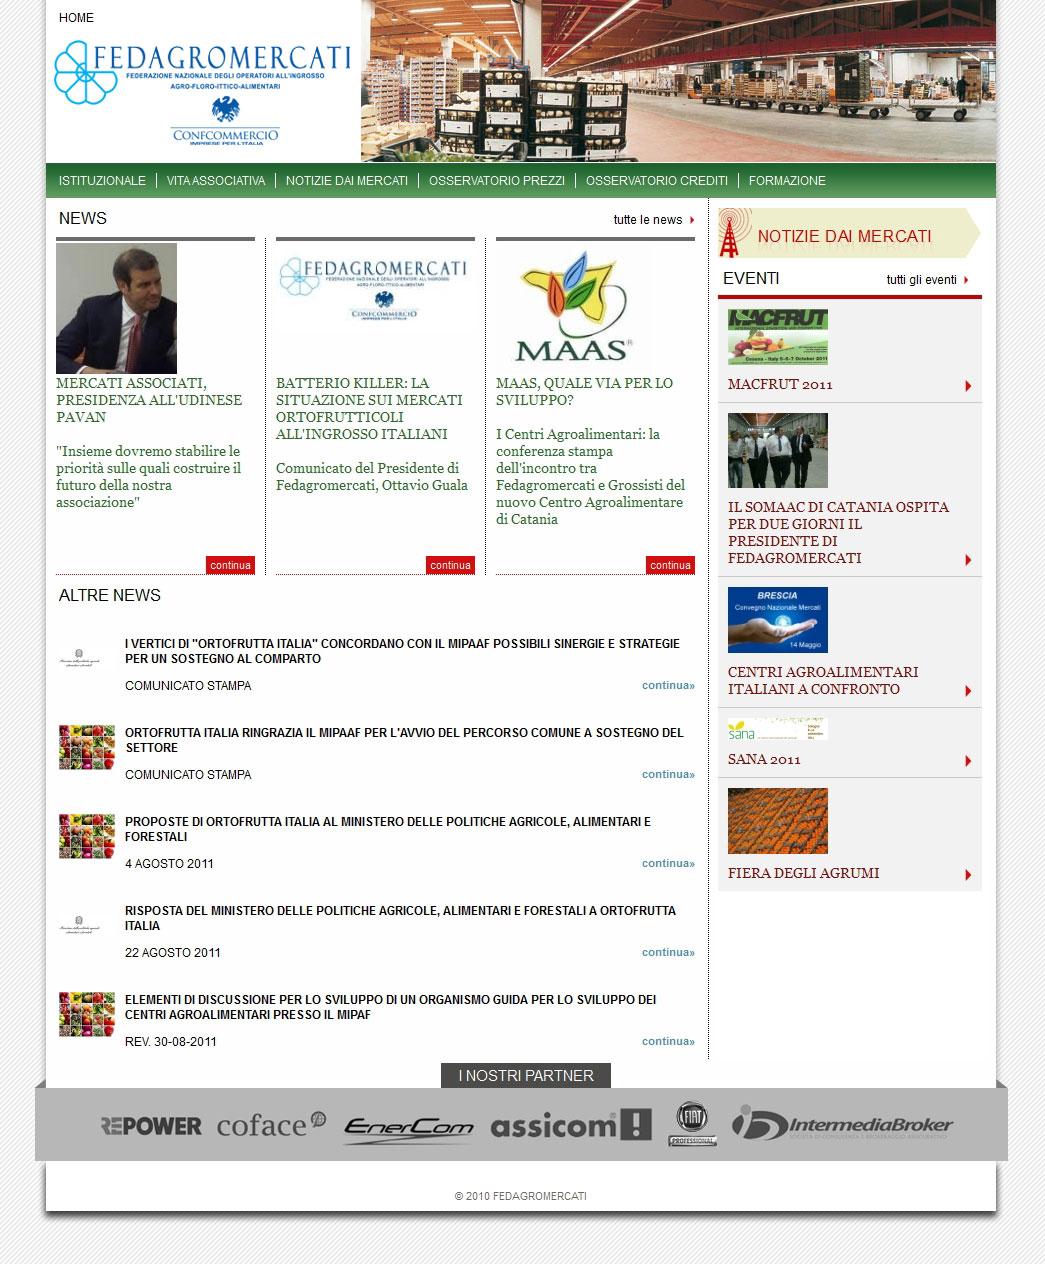 HOME
FEDAGROMERCATI
FEDERAZIONE NAZIONALE DEGLI OPERATORI ALL'INGROSSO
AGRO-FLORO-ITTICO-ALIMENTARI
CONFCOMMERCIO
IMPRESE PER L'ITALIA
ISTITUZIONALE
VITA ASSOCIATIVA
NOTIZIE DAI MERCATI
OSSERVATORIO PREZZI
OSSERVATORIO CREDITI
FORMAZIONE
NEWS
tutte le news
MERCATI ASSOCIATI,
PRESIDENZA ALL'UDINESE
PAVAN
"Insieme dovremo stabilire le
priorità sulle quali costruire il
futuro della nostra
associazione"
continua
FEDAGROMERCATI
FEDERAZIONE NAZIONALE DEGLI OPERATORI ALL'INGROSSO
AGRO-FLORO-ITTICO-ALIMENTARI
CONFCOMMERCIO
BATTERIO KILLER: LA
SITUAZIONE SUI MERCATI
ORTOFRUTTICOLI
ALL'INGROSSO ITALIANI
Comunicato del Presidente di
Fedagromercati, Ottavio Guala
continua
MAAS®
MAAS, QUALE VIA PER LO
SVILUPPO?
I Centri Agroalimentari: la
conferenza stampa
dell'incontro tra
Fedagromercati e Grossisti del
nuovo Centro Agroalimentare
di Catania
continua
ALTRE NEWS
I VERTICI DI "ORTOFRUTTA ITALIA" CONCORDANO CON IL MIPAAF POSSIBILI SINERGIE E STRATEGIE
PER UN SOSTEGNO AL COMPARTO
COMUNICATO STAMPA
continua»
ORTOFRUTTA ITALIA RINGRAZIA IL MIPAAF PER L'AVVIO DEL PERCORSO COMUNE A SOSTEGNO DEL
SETTORE
COMUNICATO STAMPA
continua»
PROPOSTE DI ORTOFRUTTA ITALIA AL MINISTERO DELLE POLITICHE AGRICOLE, ALIMENTARI E
FORESTALI
4 AGOSTO 2011
continua»
RISPOSTA DEL MINISTERO DELLE POLITICHE AGRICOLE, ALIMENTARI E FORESTALI A ORTOFRUTTA
ITALIA
22 AGOSTO 2011
continua»
ELEMENTI DI DISCUSSIONE PER LO SVILUPPO DI UN ORGANISMO GUIDA PER LO SVILUPPO DEI
CENTRI AGROALIMENTARI PRESSO IL MIPAF
REV. 30-08-2011
continua»
NOTIZIE DAI MERCATI
EVENTI
tutti gli eventi
MACFRUT
Cesena - Italy 5-6-7 October 2011
MACFRUT 2011
IL SOMAAC DI CATANIA OSPITA
PER DUE GIORNI IL
PRESIDENTE DI
FEDAGROMERCATI
BRESCIA
Convegno Nazionale Mercati
14 Maggio
CENTRI AGROALIMENTARI
ITALIANI A CONFRONTO
sana
SANA 2011
FIERA DEGLI AGRUMI
I NOSTRI PARTNER
REPOWER
coface
EnerCom
assicom!
FIAT
PROFESSIONAL
IntermediaBroker
SOCIETÀ DI CONSULENZA E BROKERAGGIO ASSICURATIVO
© 2010 FEDAGROMERCATI